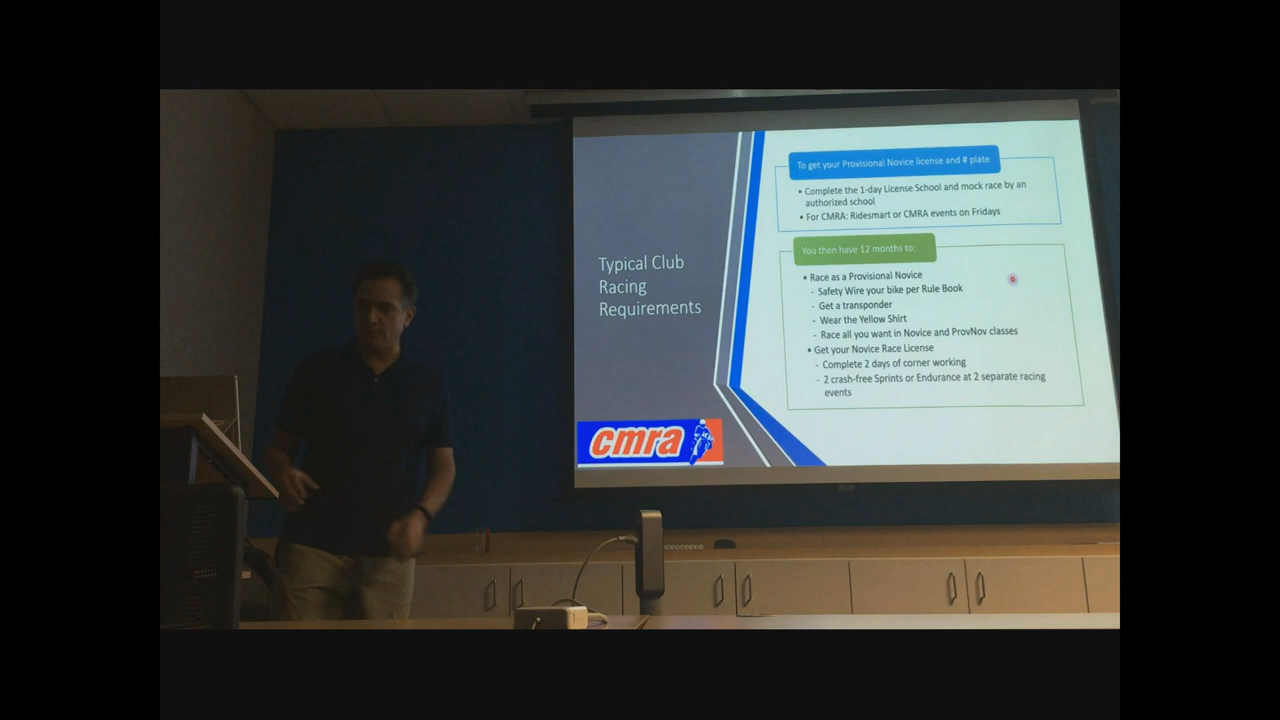 Typical Club
Racing
Requirements
cmra
To get your Provisional Novice license and # plate
• Complete the 1-day License School and mock race by an
authorized school
• For CMRA: Ridesmart or CMRA events on Fridays
You then have 12 months to:
• Race as a Provisional Novice
- Safety Wire your bike per Rule Book
- Get a transponder
- Wear the Yellow Shirt
- Race all you want in Novice and ProvNov classes
• Get your Novice Race License
- Complete 2 days of corner working
- 2 crash-free Sprints or Endurance at 2 separate racing
events